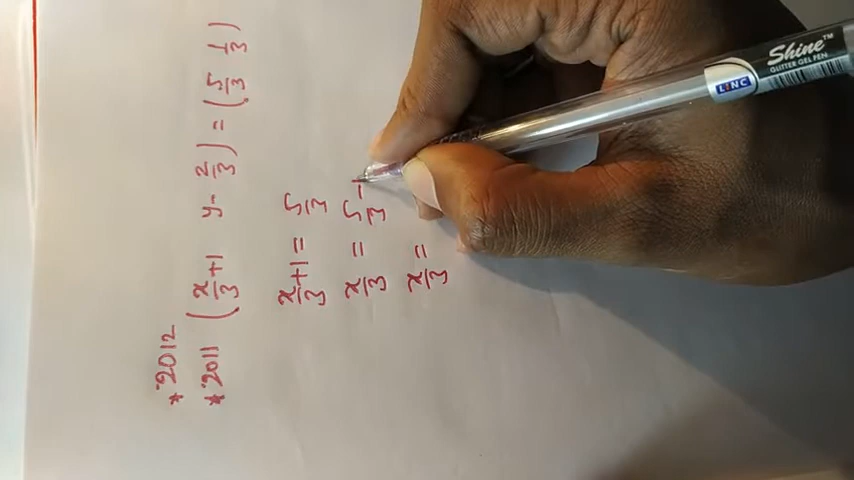 * 2012
* 2011 (x/3 + 1 y - 2/3) = (5/3 1/3)
x/3 + 1 = 5/3
x/3 = 5/3 -
x/3 =
Shine™
GLITTER GEL PEN
LINC